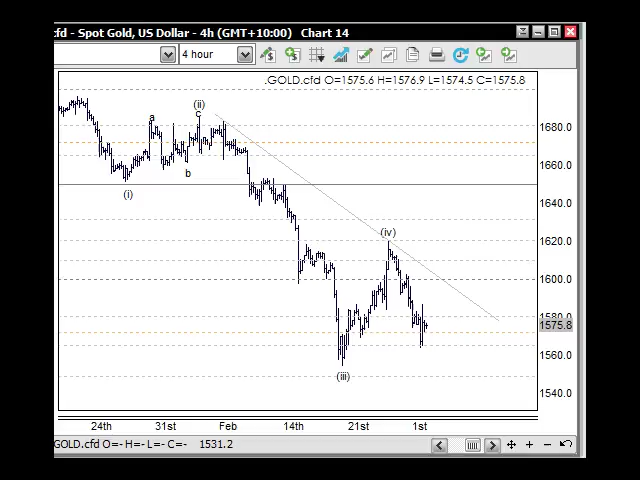 .cfd - Spot Gold, US Dollar - 4h (GMT+10:00) Chart 14
4 hour
.GOLD.cfd O=1575.6 H=1576.9 L=1574.5 C=1575.8
(ii)
a
c
1680.0
1660.0
b
(i)
1640.0
(iv)
1620.0
1600.0
1580.0
1575.8
1560.0
(iii)
1540.0
24th 31st Feb 14th 21st 1st
GOLD.cfd O=- H=- L=- C=- 1531.2